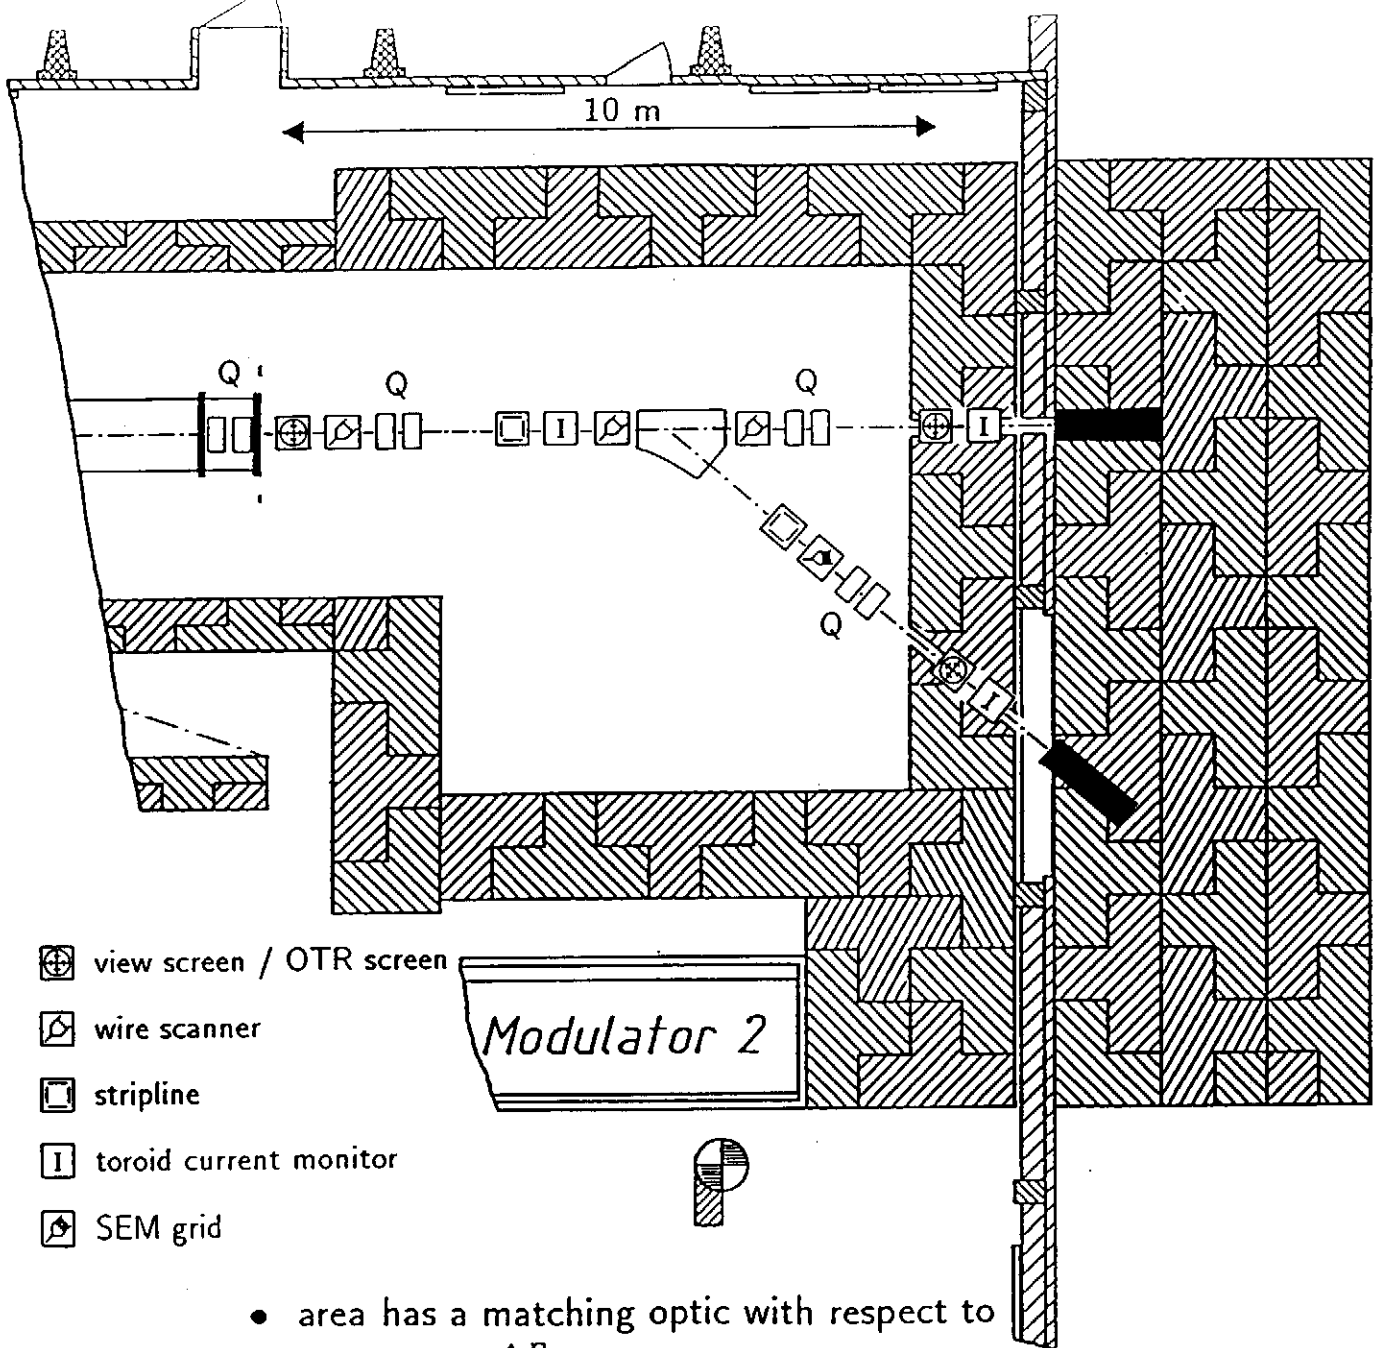 10 m
Q
Q
Q
I
I
Q
I
view screen / OTR screen
wire scanner
Modulator 2
stripline
I toroid current monitor
SEM grid
• area has a matching optic with respect to